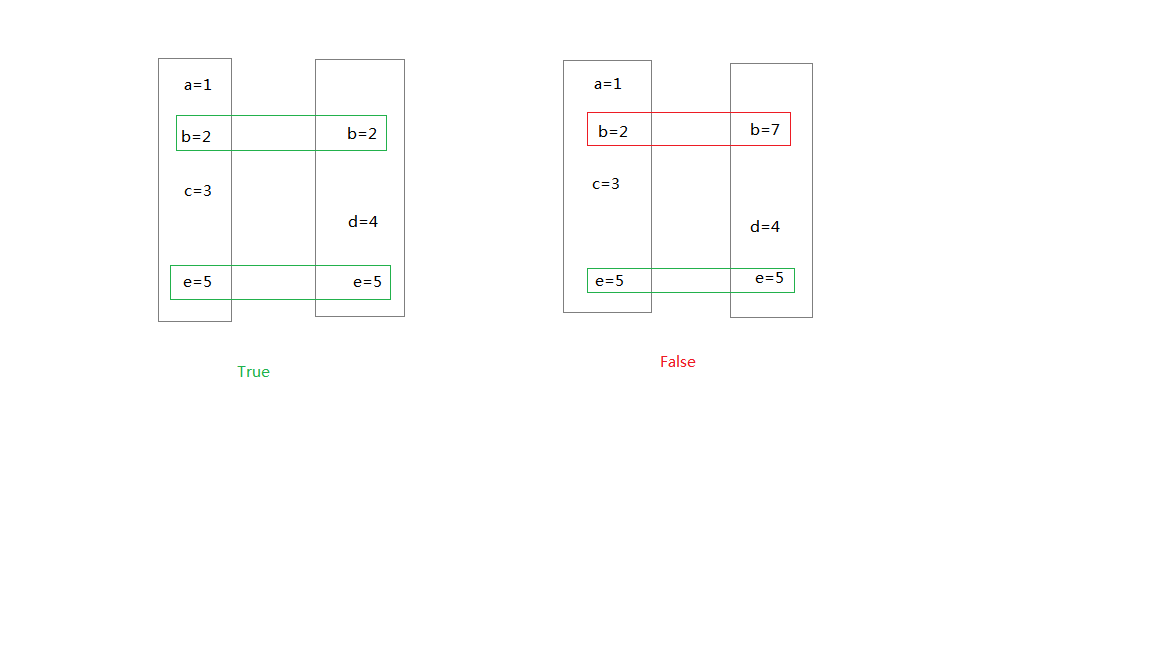 a=1
b=2
b=2
c=3
d=4
e=5
e=5
True
a=1
b=2
b=7
c=3
d=4
e=5
e=5
False